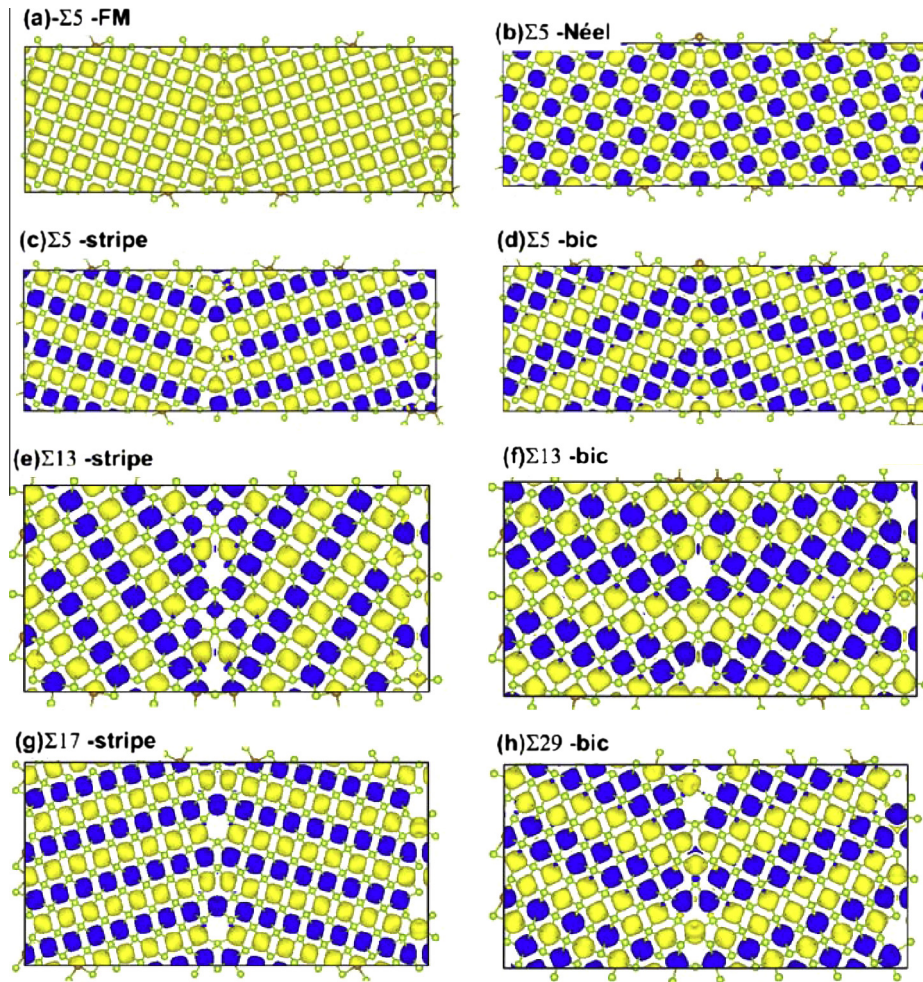 (a)-Σ5 -FM
(b)Σ5 -Néel
(c)Σ5 -stripe
(d)Σ5 -bic
(e)Σ13 -stripe
(f)Σ13 -bic
(g)Σ17 -stripe
(h)Σ29 -bic